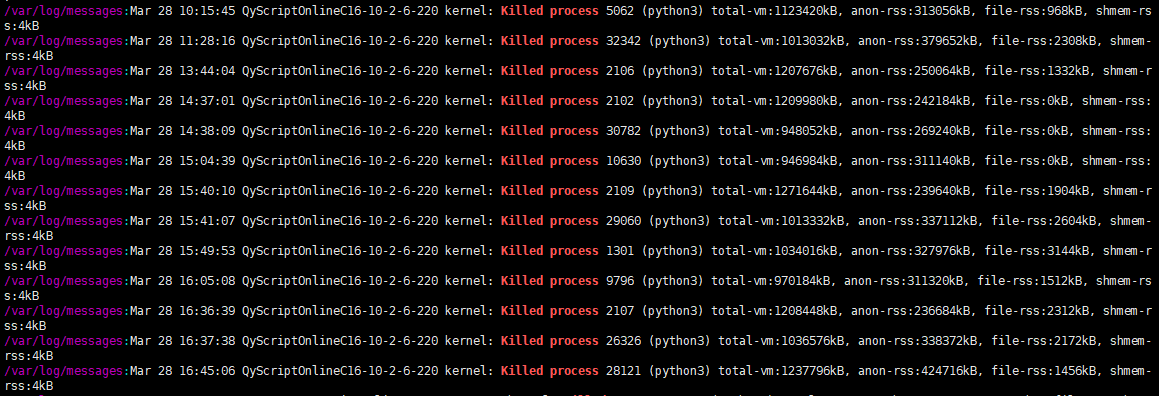 /var/log/messages:Mar 28 10:15:45 QyScriptOnlineC16-10-2-6-220 kernel: Killed process 5062 (python3) total-vm:1123420kB, anon-rss:313056kB, file-rss:968kB, shmem-rs
s:4kB
/var/log/messages:Mar 28 11:28:16 QyScriptOnlineC16-10-2-6-220 kernel: Killed process 32342 (python3) total-vm:1013032kB, anon-rss:379652kB, file-rss:2308kB, shmem-
rss:4kB
/var/log/messages:Mar 28 13:44:04 QyScriptOnlineC16-10-2-6-220 kernel: Killed process 2106 (python3) total-vm:1207676kB, anon-rss:250064kB, file-rss:1332kB, shmem-r
ss:4kB
/var/log/messages:Mar 28 14:37:01 QyScriptOnlineC16-10-2-6-220 kernel: Killed process 2102 (python3) total-vm:1209980kB, anon-rss:242184kB, file-rss:0kB, shmem-rss:
4kB
/var/log/messages:Mar 28 14:38:09 QyScriptOnlineC16-10-2-6-220 kernel: Killed process 30782 (python3) total-vm:948052kB, anon-rss:269240kB, file-rss:0kB, shmem-rss:
4kB
/var/log/messages:Mar 28 15:04:39 QyScriptOnlineC16-10-2-6-220 kernel: Killed process 10630 (python3) total-vm:946984kB, anon-rss:311140kB, file-rss:0kB, shmem-rss:
4kB
/var/log/messages:Mar 28 15:40:10 QyScriptOnlineC16-10-2-6-220 kernel: Killed process 2109 (python3) total-vm:1271644kB, anon-rss:239640kB, file-rss:1904kB, shmem-r
ss:4kB
/var/log/messages:Mar 28 15:41:07 QyScriptOnlineC16-10-2-6-220 kernel: Killed process 29060 (python3) total-vm:1013332kB, anon-rss:337112kB, file-rss:2604kB, shmem-
rss:4kB
/var/log/messages:Mar 28 15:49:53 QyScriptOnlineC16-10-2-6-220 kernel: Killed process 1301 (python3) total-vm:1034016kB, anon-rss:327976kB, file-rss:3144kB, shmem-r
ss:4kB
/var/log/messages:Mar 28 16:05:08 QyScriptOnlineC16-10-2-6-220 kernel: Killed process 9796 (python3) total-vm:970184kB, anon-rss:311320kB, file-rss:1512kB, shmem-rs
s:4kB
/var/log/messages:Mar 28 16:36:39 QyScriptOnlineC16-10-2-6-220 kernel: Killed process 2107 (python3) total-vm:1208448kB, anon-rss:236684kB, file-rss:2312kB, shmem-r
ss:4kB
/var/log/messages:Mar 28 16:37:38 QyScriptOnlineC16-10-2-6-220 kernel: Killed process 26326 (python3) total-vm:1036576kB, anon-rss:338372kB, file-rss:2172kB, shmem-
rss:4kB
/var/log/messages:Mar 28 16:45:06 QyScriptOnlineC16-10-2-6-220 kernel: Killed process 28121 (python3) total-vm:1237796kB, anon-rss:424716kB, file-rss:1456kB, shmem-
rss:4kB